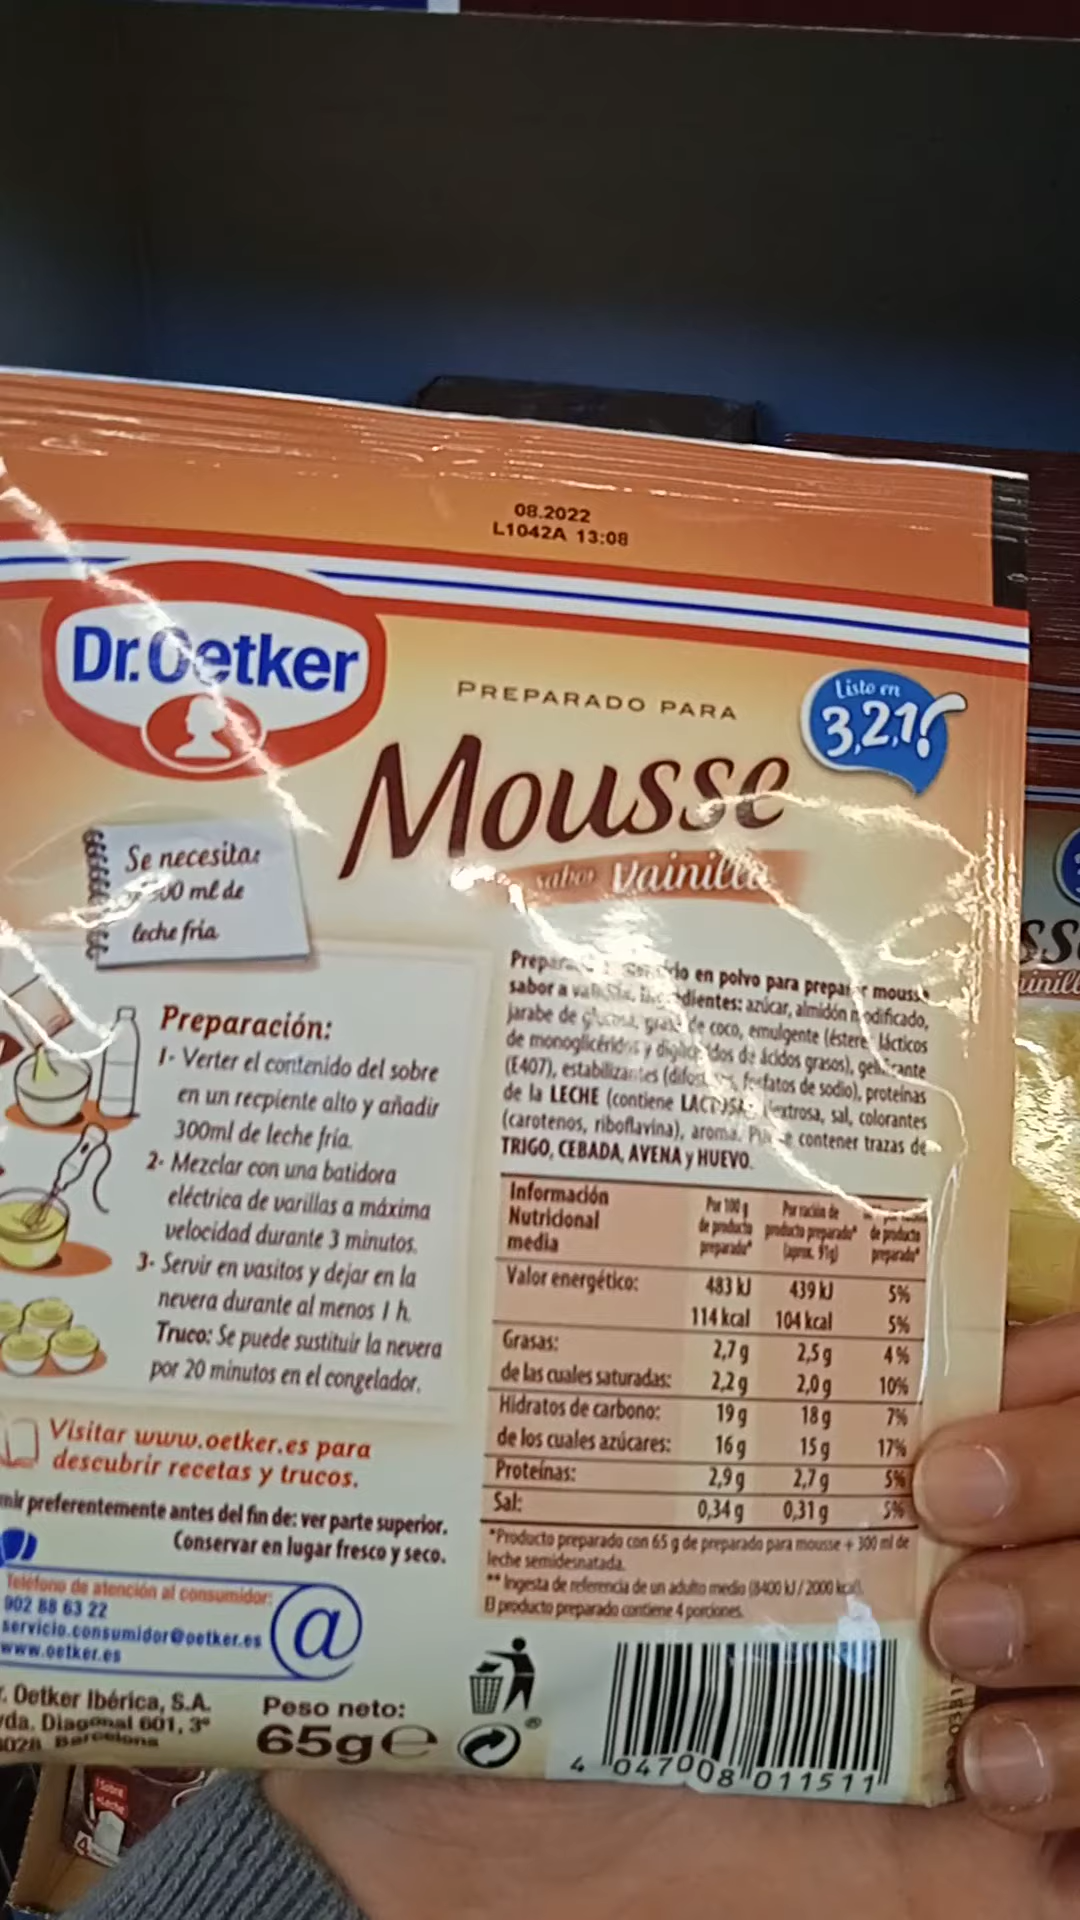 08.2022
L1042A 13:08
Dr.Oetker
PREPARADO PARA
Mousse
sabor Vainilla
Listo en
3,2,1!
Se necesita:
ml de
leche fría
Preparación:
1- Verter el contenido del sobre
en un recpiente alto y añadir
300ml de leche fría.
2- Mezclar con una batidora
eléctrica de varillas a máxima
velocidad durante 3 minutos.
3- Servir en vasitos y dejar en la
nevera durante al menos 1 h.
Truco: Se puede sustituir la nevera
por 20 minutos en el congelador.
Visitar www.oetker.es para
descubrir recetas y trucos.
preferentemente antes del fin de: ver parte superior.
Conservar en lugar fresco y seco.
Teléfono de atención al consumidor:
902 88 63 22
servicio.consumidor@oetker.es
www.oetker.es
@
Oetker Ibérica, S.A.
Diagonal 601, 3º
Barcelona
Peso neto:
65g e
en polvo para preparar mousse
sabor a azúcar, almidón modificado,
jarabe de de coco, emulgente (ésteres lácticos
de monoglicéridos y de ácidos grasos), gelificante
(E407), estabilizantes fosfatos de sodio), proteínas
de la LECHE (contiene LACTOSA), dextrosa, sal, colorantes
(carotenos, riboflavina), aroma. Puede contener trazas de
TRIGO, CEBADA, AVENA y HUEVO.
Información Nutricional media
Por 100 g de producto preparado*
Por ración de producto preparado* (aprox. 91g)
de producto preparado*
Valor energético: 483 kJ 439 kJ 5%
114 kcal 104 kcal 5%
Grasas: 2,7 g 2,5 g 4%
de las cuales saturadas: 2,2 g 2,0 g 10%
Hidratos de carbono: 19 g 18 g 7%
de los cuales azúcares: 16 g 15 g 17%
Proteínas: 2,9 g 2,7 g 5%
Sal: 0,34 g 0,31 g 5%
*Producto preparado con 65 g de preparado para mousse + 300 ml de
leche semidesnatada.
** Ingesta de referencia de un adulto medio (8400 kJ / 2000 kcal).
El producto preparado contiene 4 porciones.
4 047008 011511